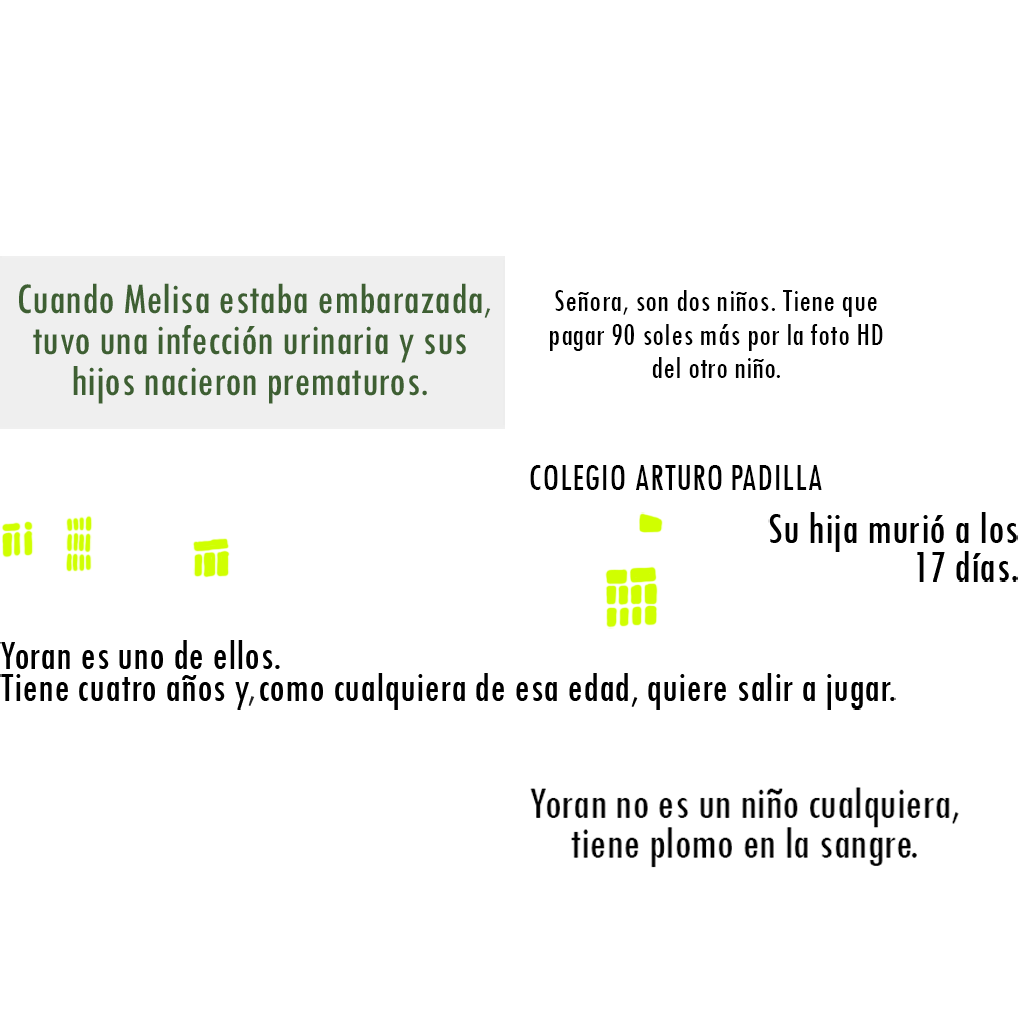 Cuando Melisa estaba embarazada,
tuvo una infección urinaria y sus
hijos nacieron prematuros.
Señora, son dos niños. Tiene que
pagar 90 soles más por la foto HD
del otro niño.
COLEGIO ARTURO PADILLA
Su hija murió a los
17 días.
Yoran es uno de ellos.
Tiene cuatro años y,como cualquiera de esa edad, quiere salir a jugar.
Yoran no es un niño cualquiera,
tiene plomo en la sangre.